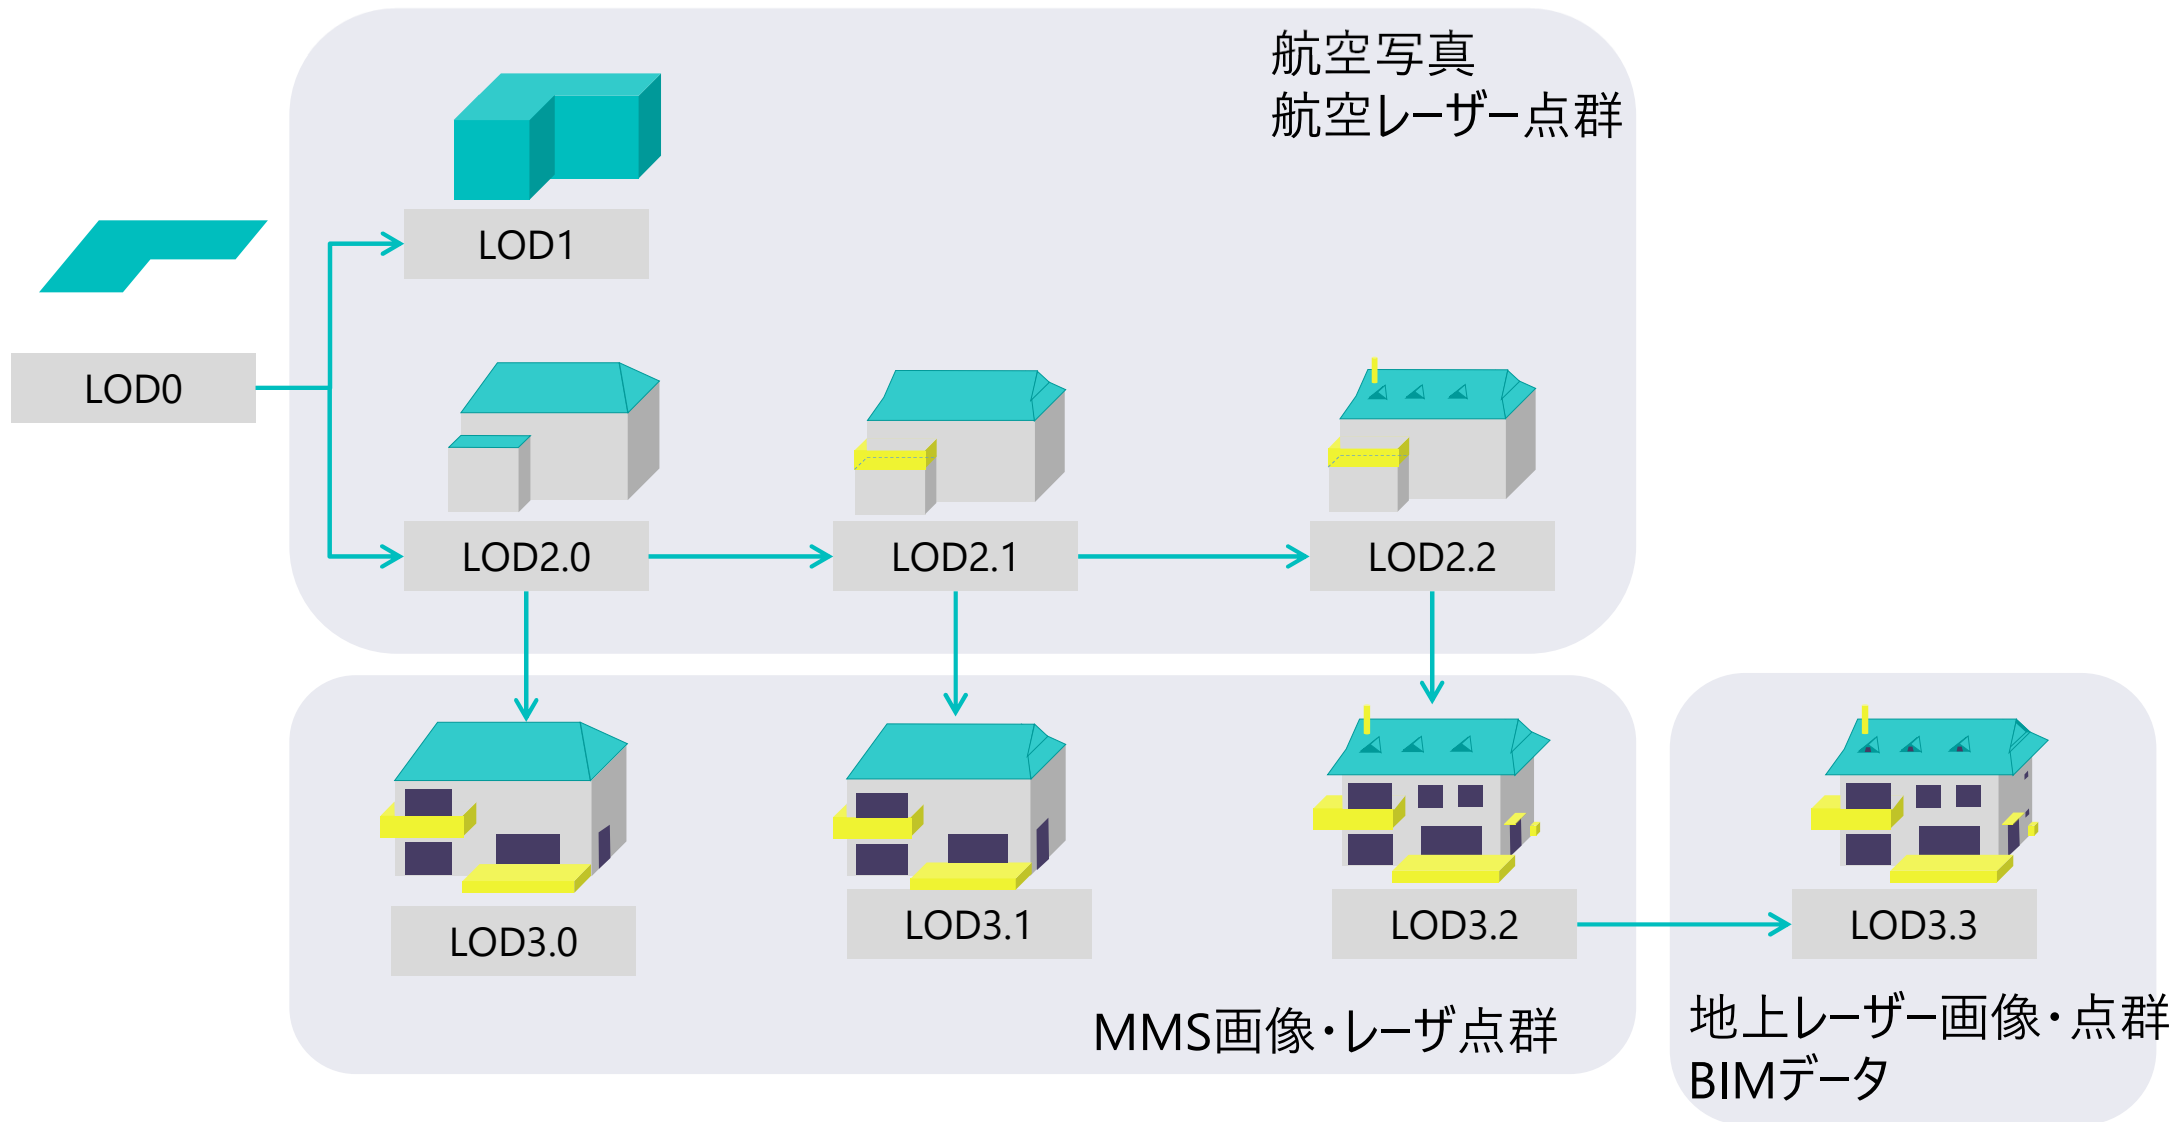 航空写真
航空レーザー点群
LOD1
LOD0
LOD2.0
LOD2.1
LOD2.2
LOD3.0
LOD3.1
LOD3.2
LOD3.3
MMS画像・レーザ点群
地上レーザー画像・点群
BIMデータ